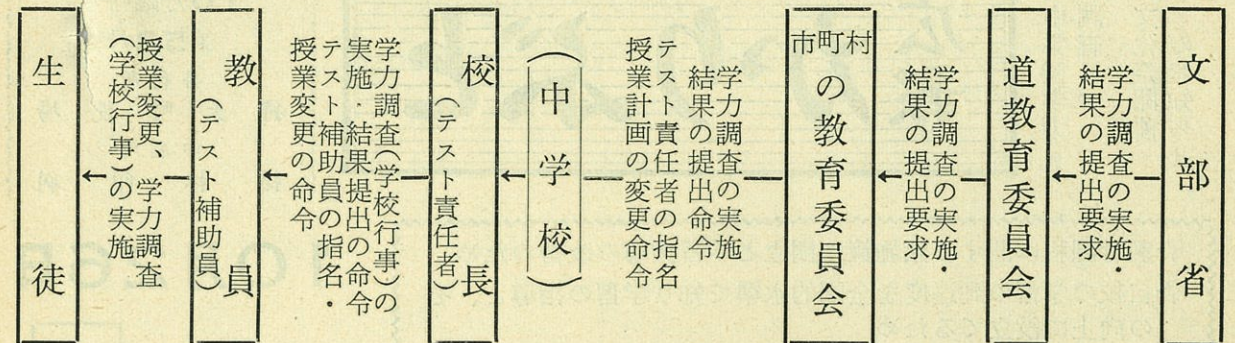 文部省
学力調査の実施・
結果の提出要求
道教育委員会
学力調査の実施・
結果の提出要求
市町村の教育委員会
学力調査の実施
結果の提出命令
テスト責任者の指名
授業計画の変更命令
(中学校)
校長
(テスト責任者)
学力調査(学校行事)の
実施・結果提出の命令
テスト補助員の指名・
授業変更の命令
教員
(テスト補助員)
授業変更、学力調査
(学校行事)の実施
生徒